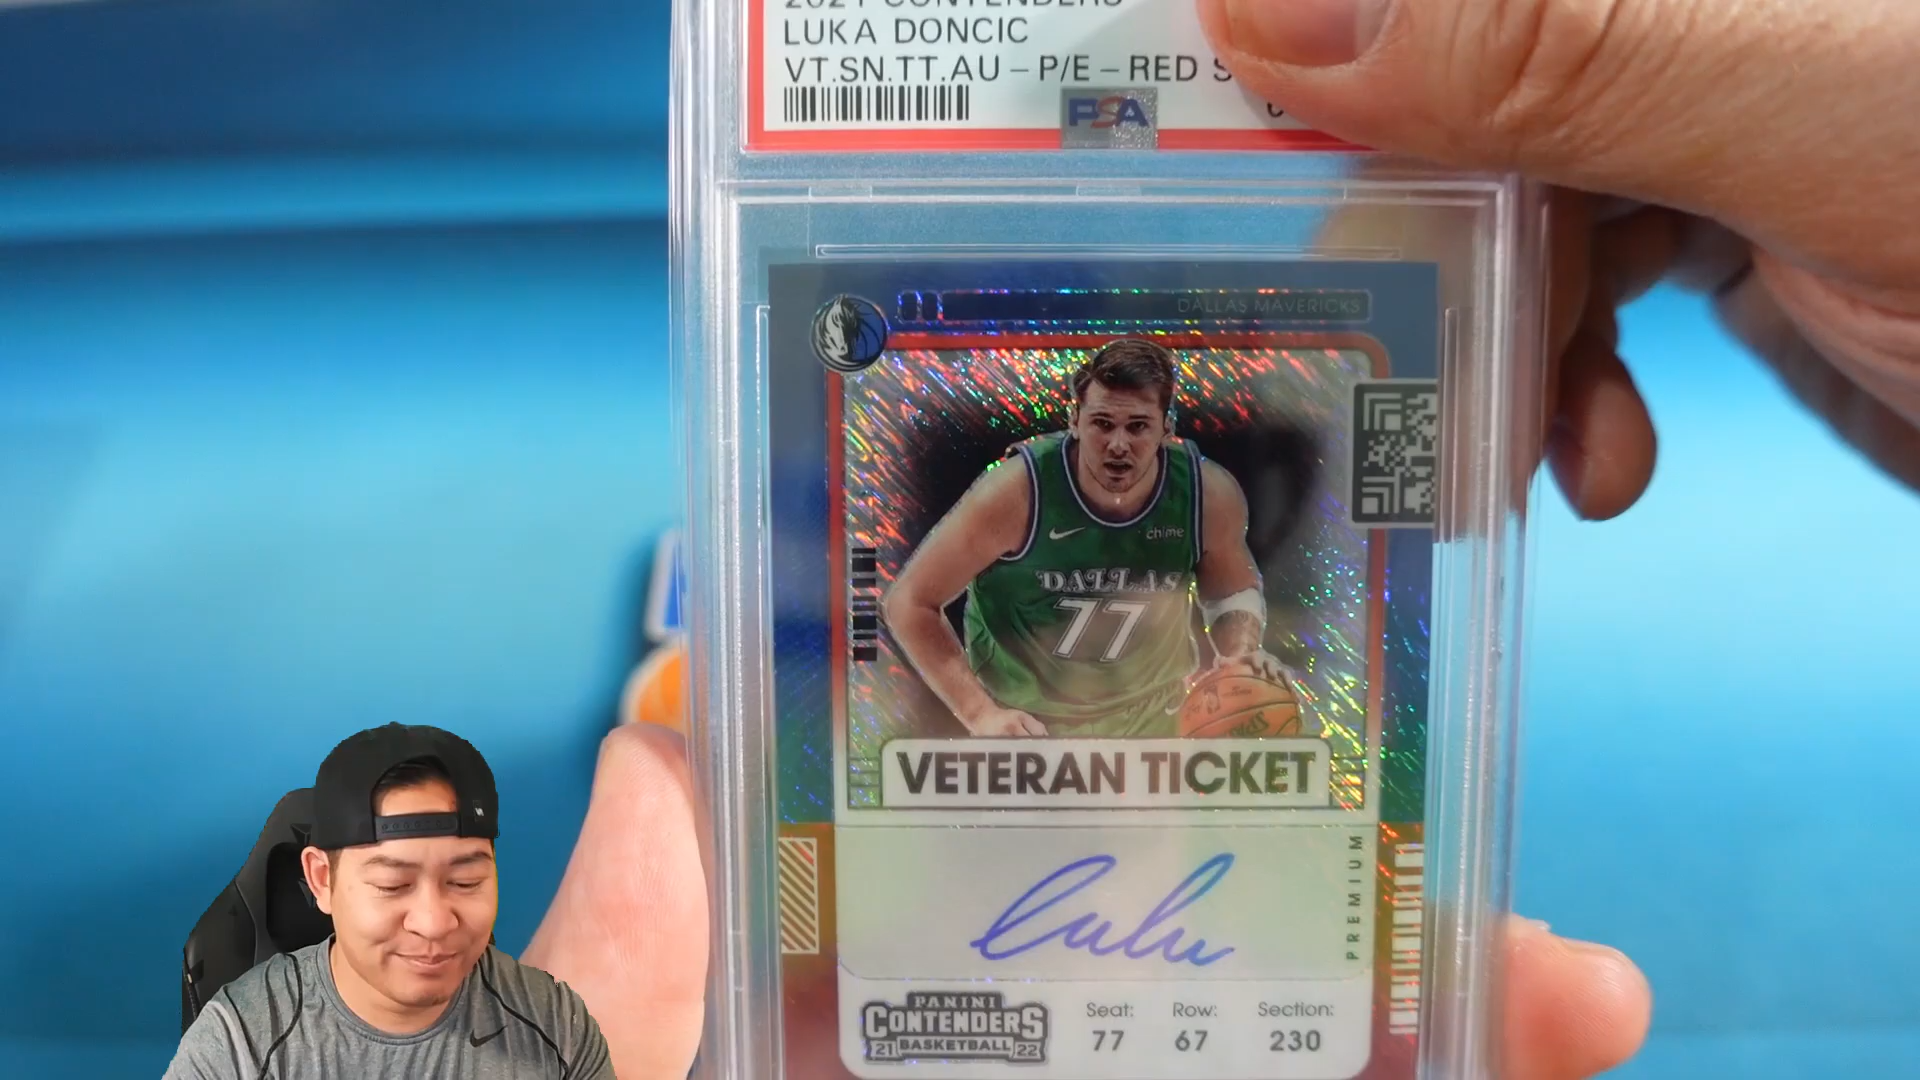 2021 CONTENDERS
LUKA DONCIC
VT.SN.TT.AU – P/E – RED S
PSA
DALLAS MAVERICKS
chime
DALLAS
77
VETERAN TICKET
PREMIUM
PANINI
CONTENDERS
21 BASKETBALL 22
Seat: Row: Section:
77 67 230